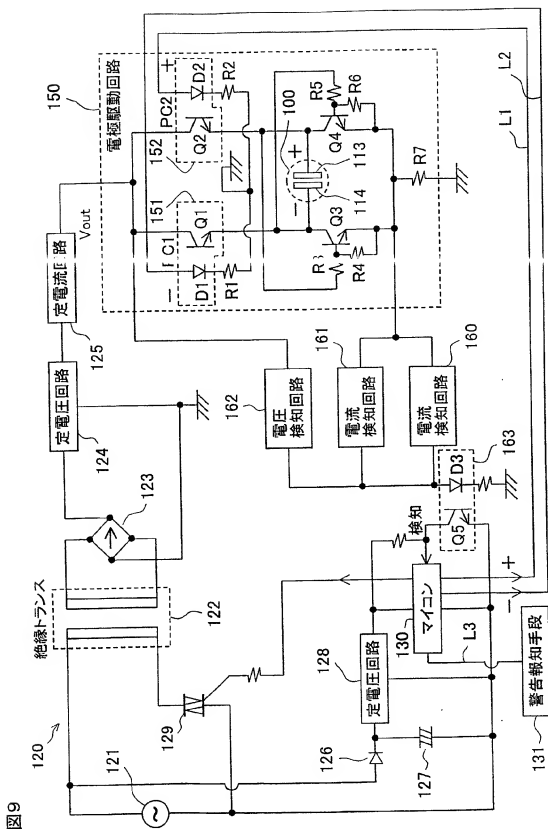 図9
120
121
絶縁トランス
122
129
123
定電圧回路
124
定電流回路
125
Vout
126
127
定電圧回路
128
マイコン
130
L3
警告報知手段
131
検知
Q5
D3
163
電圧
検知回路
162
電流
検知回路
161
電流
検知回路
160
電極駆動回路
150
151
PC1
D1
Q1
R1
152
PC2
Q2
D2
R2
100
113
114
R3
R4
Q3
R5
R6
Q4
R7
L1
L2
+
−
+
−
+
−